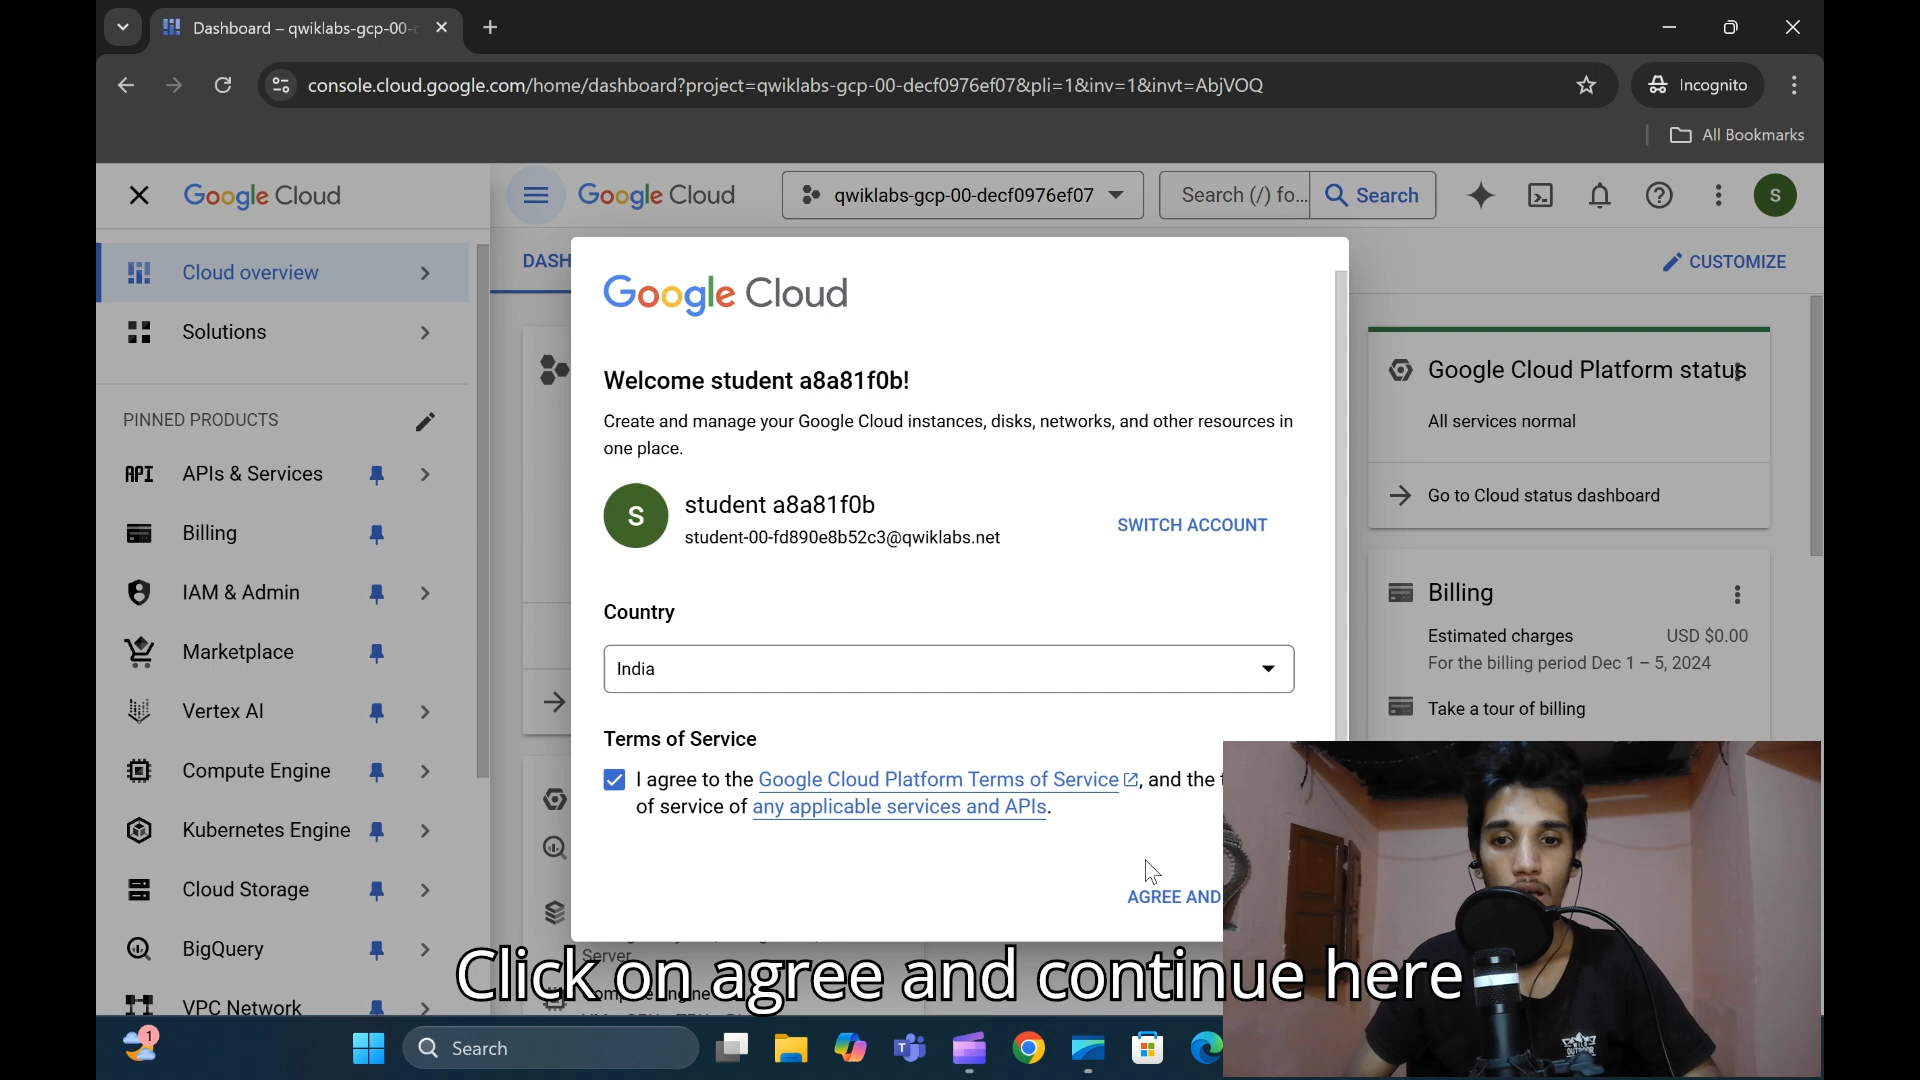 Dashboard – qwiklabs-gcp-00-
console.cloud.google.com/home/dashboard?project=qwiklabs-gcp-00-decf0976ef07&pli=1&inv=1&invt=AbjVOQ
Incognito
All Bookmarks
Google Cloud
Google Cloud
qwiklabs-gcp-00-decf0976ef07
Search (/) fo...
Search
S
Cloud overview
Solutions
PINNED PRODUCTS
API APIs & Services
Billing
IAM & Admin
Marketplace
Vertex AI
Compute Engine
Kubernetes Engine
Cloud Storage
BigQuery
VPC Network
DASH
CUSTOMIZE
Google Cloud
Welcome student a8a81f0b!
Create and manage your Google Cloud instances, disks, networks, and other resources in
one place.
S
student a8a81f0b
student-00-fd890e8b52c3@qwiklabs.net
SWITCH ACCOUNT
Country
India
Terms of Service
I agree to the Google Cloud Platform Terms of Service, and the
of service of any applicable services and APIs.
AGREE AND
Google Cloud Platform status
All services normal
Go to Cloud status dashboard
Billing
Estimated charges USD $0.00
For the billing period Dec 1 – 5, 2024
Take a tour of billing
Server
Click on agree and continue here
1
Search